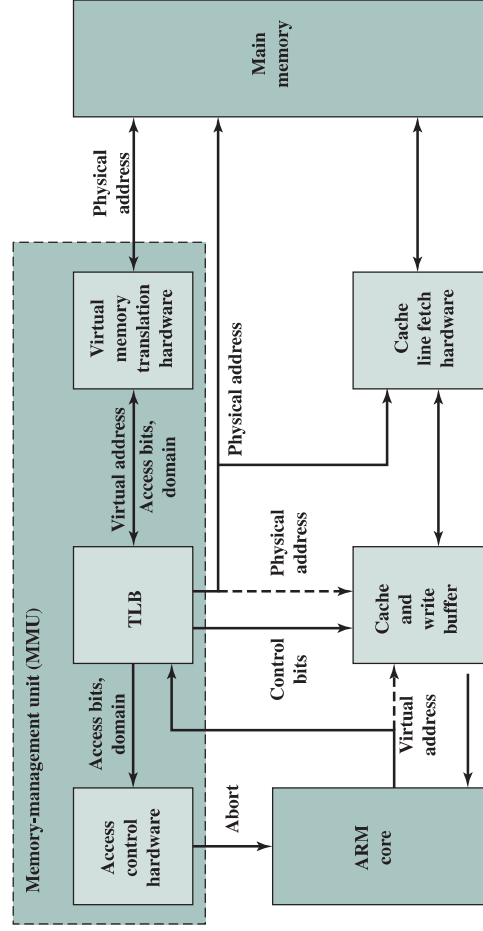 Memory-management unit (MMU)
Access
control
hardware
Access bits,
domain
TLB
Virtual address
Access bits,
domain
Virtual
memory
translation
hardware
Physical
address
Main
memory
Abort
Control
bits
Physical
address
Physical address
ARM
core
Virtual
address
Cache
and
write
buffer
Cache
line fetch
hardware